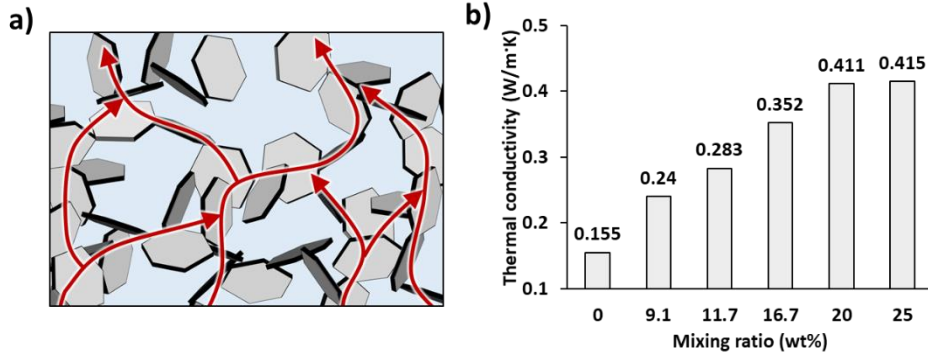 a)
b)
Thermal conductivity (W/m·K)
0.5
0.4
0.3
0.2
0.1
0.155
0.24
0.283
0.352
0.411
0.415
0 9.1 11.7 16.7 20 25
Mixing ratio (wt%)